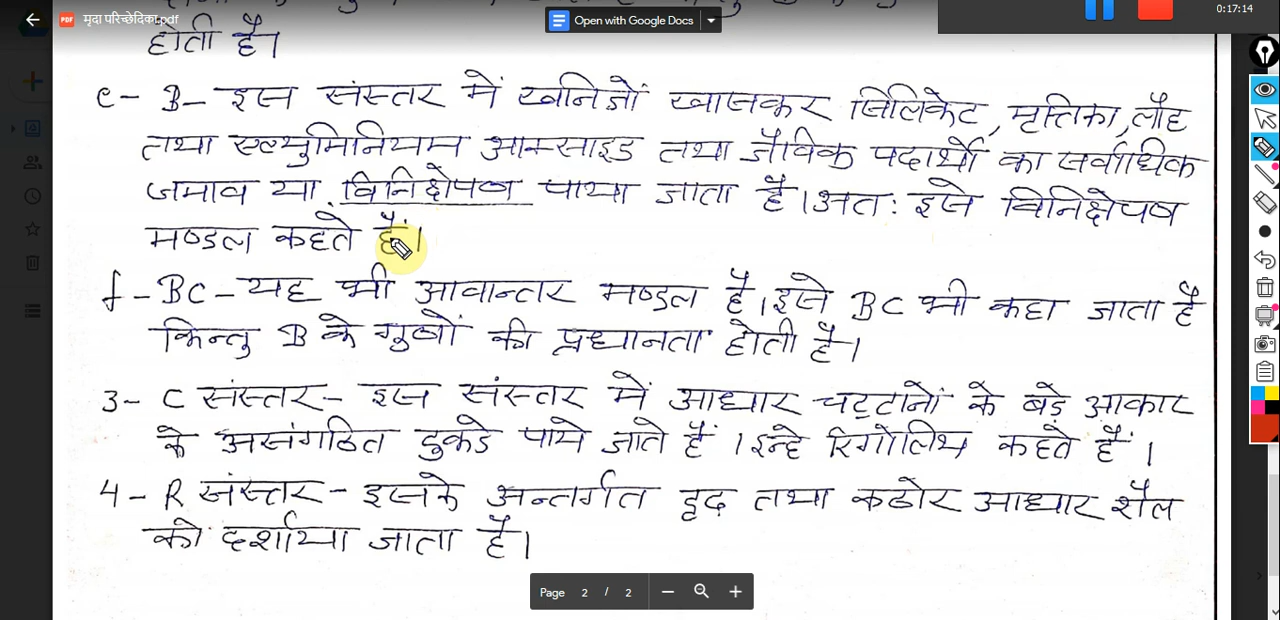 मृदा परिच्छेदिका.pdf
Open with Google Docs
0:17:14
होती है।
e- B- इस संस्तर में खनिजों खासकर सिलिकेट, मृत्तिका, लौह
तथा एल्युमिनियम आक्साइड तथा जैविक पदार्थो का सर्वाधिक
जमाव या विनिक्षेपण पाया जाता है। अतः इसे विनिक्षेपण
मण्डल कहते हैं।
f - BC - यह भी आवान्तर मण्डल है। इसे BC भी कहा जाता है
किन्तु B के गुणों की प्रधानता होती है।
3- C संस्तर - इस संस्तर में आधार चट्टानों के बड़े आकार
के असंगठित टुकडे पाये जाते हैं । इन्हे रिगोलिथ कहते हैं ।
4- R संस्तर - इसके अन्तर्गत दृढ तथा कठोर आधार शैल
को दर्शाया जाता है।
Page 2 / 2